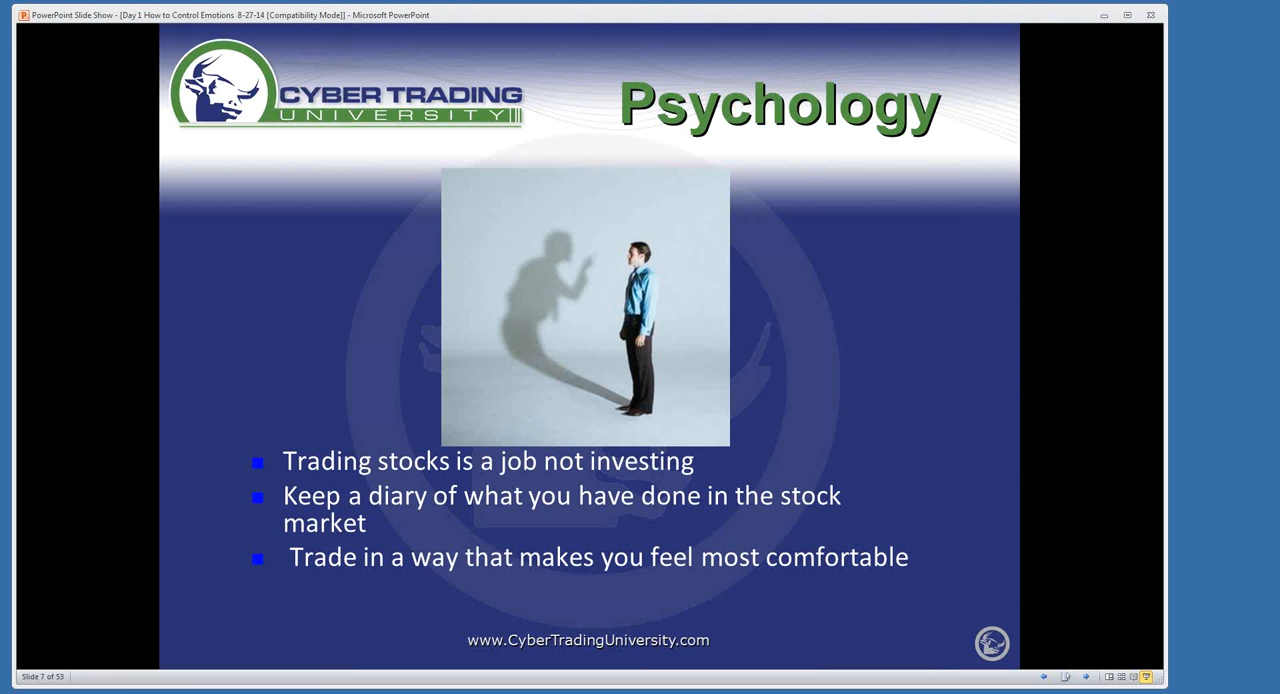 PowerPoint Slide Show - [Day 1 How to Control Emotions 8-27-14 [Compatibility Mode]] - Microsoft PowerPoint
CYBER TRADING
UNIVERSITY
Psychology
Trading stocks is a job not investing
Keep a diary of what you have done in the stock
market
Trade in a way that makes you feel most comfortable
www.CyberTradingUniversity.com
Slide 7 of 53